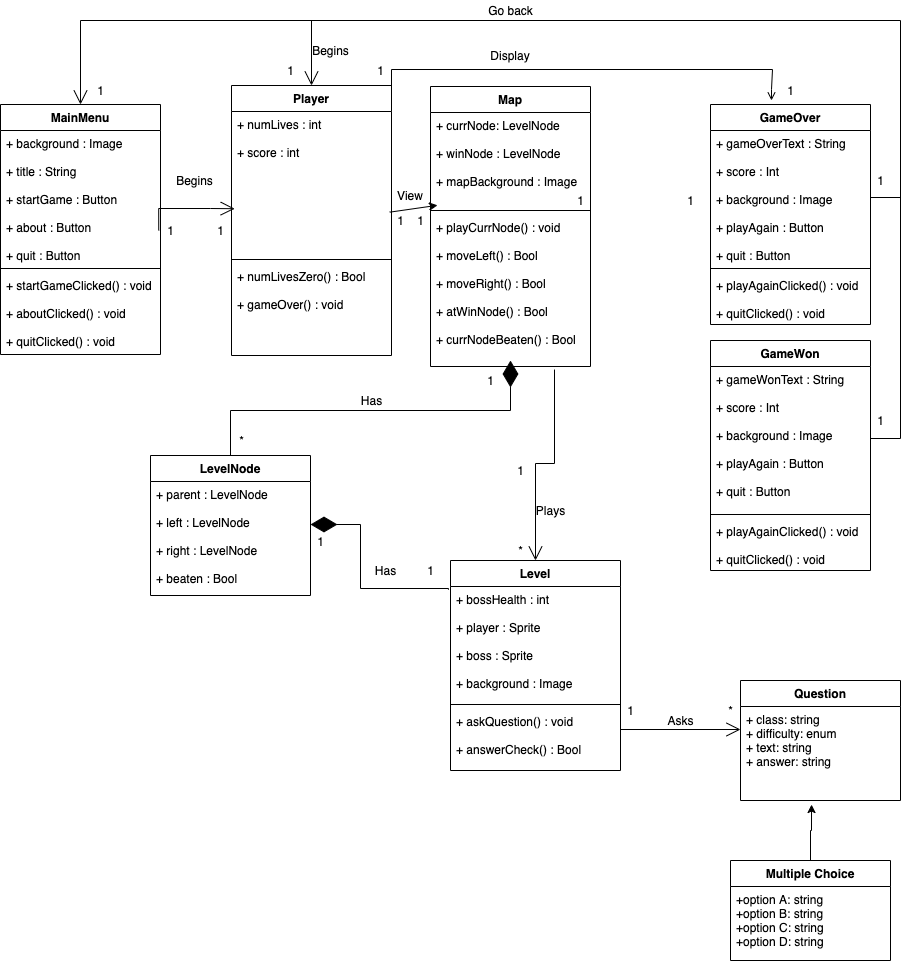 Go back
Begins
1
1
Display
1
1
MainMenu
+ background : Image
+ title : String
+ startGame : Button
+ about : Button
+ quit : Button
+ startGameClicked() : void
+ aboutClicked() : void
+ quitClicked() : void
Begins
1
1
Player
+ numLives : int
+ score : int
+ numLivesZero() : Bool
+ gameOver() : void
View
1
1
Map
+ currNode: LevelNode
+ winNode : LevelNode
+ mapBackground : Image
1
+ playCurrNode() : void
+ moveLeft() : Bool
+ moveRight() : Bool
+ atWinNode() : Bool
+ currNodeBeaten() : Bool
1
GameOver
+ gameOverText : String
+ score : Int
+ background : Image
+ playAgain : Button
+ quit : Button
+ playAgainClicked() : void
+ quitClicked() : void
1
1
GameWon
+ gameWonText : String
+ score : Int
+ background : Image
+ playAgain : Button
+ quit : Button
+ playAgainClicked() : void
+ quitClicked() : void
1
1
Has
*
LevelNode
+ parent : LevelNode
+ left : LevelNode
+ right : LevelNode
+ beaten : Bool
1
Has
1
1
Plays
*
Level
+ bossHealth : int
+ player : Sprite
+ boss : Sprite
+ background : Image
+ askQuestion() : void
+ answerCheck() : Bool
1
Asks
*
Question
+ class: string
+ difficulty: enum
+ text: string
+ answer: string
Multiple Choice
+option A: string
+option B: string
+option C: string
+option D: string